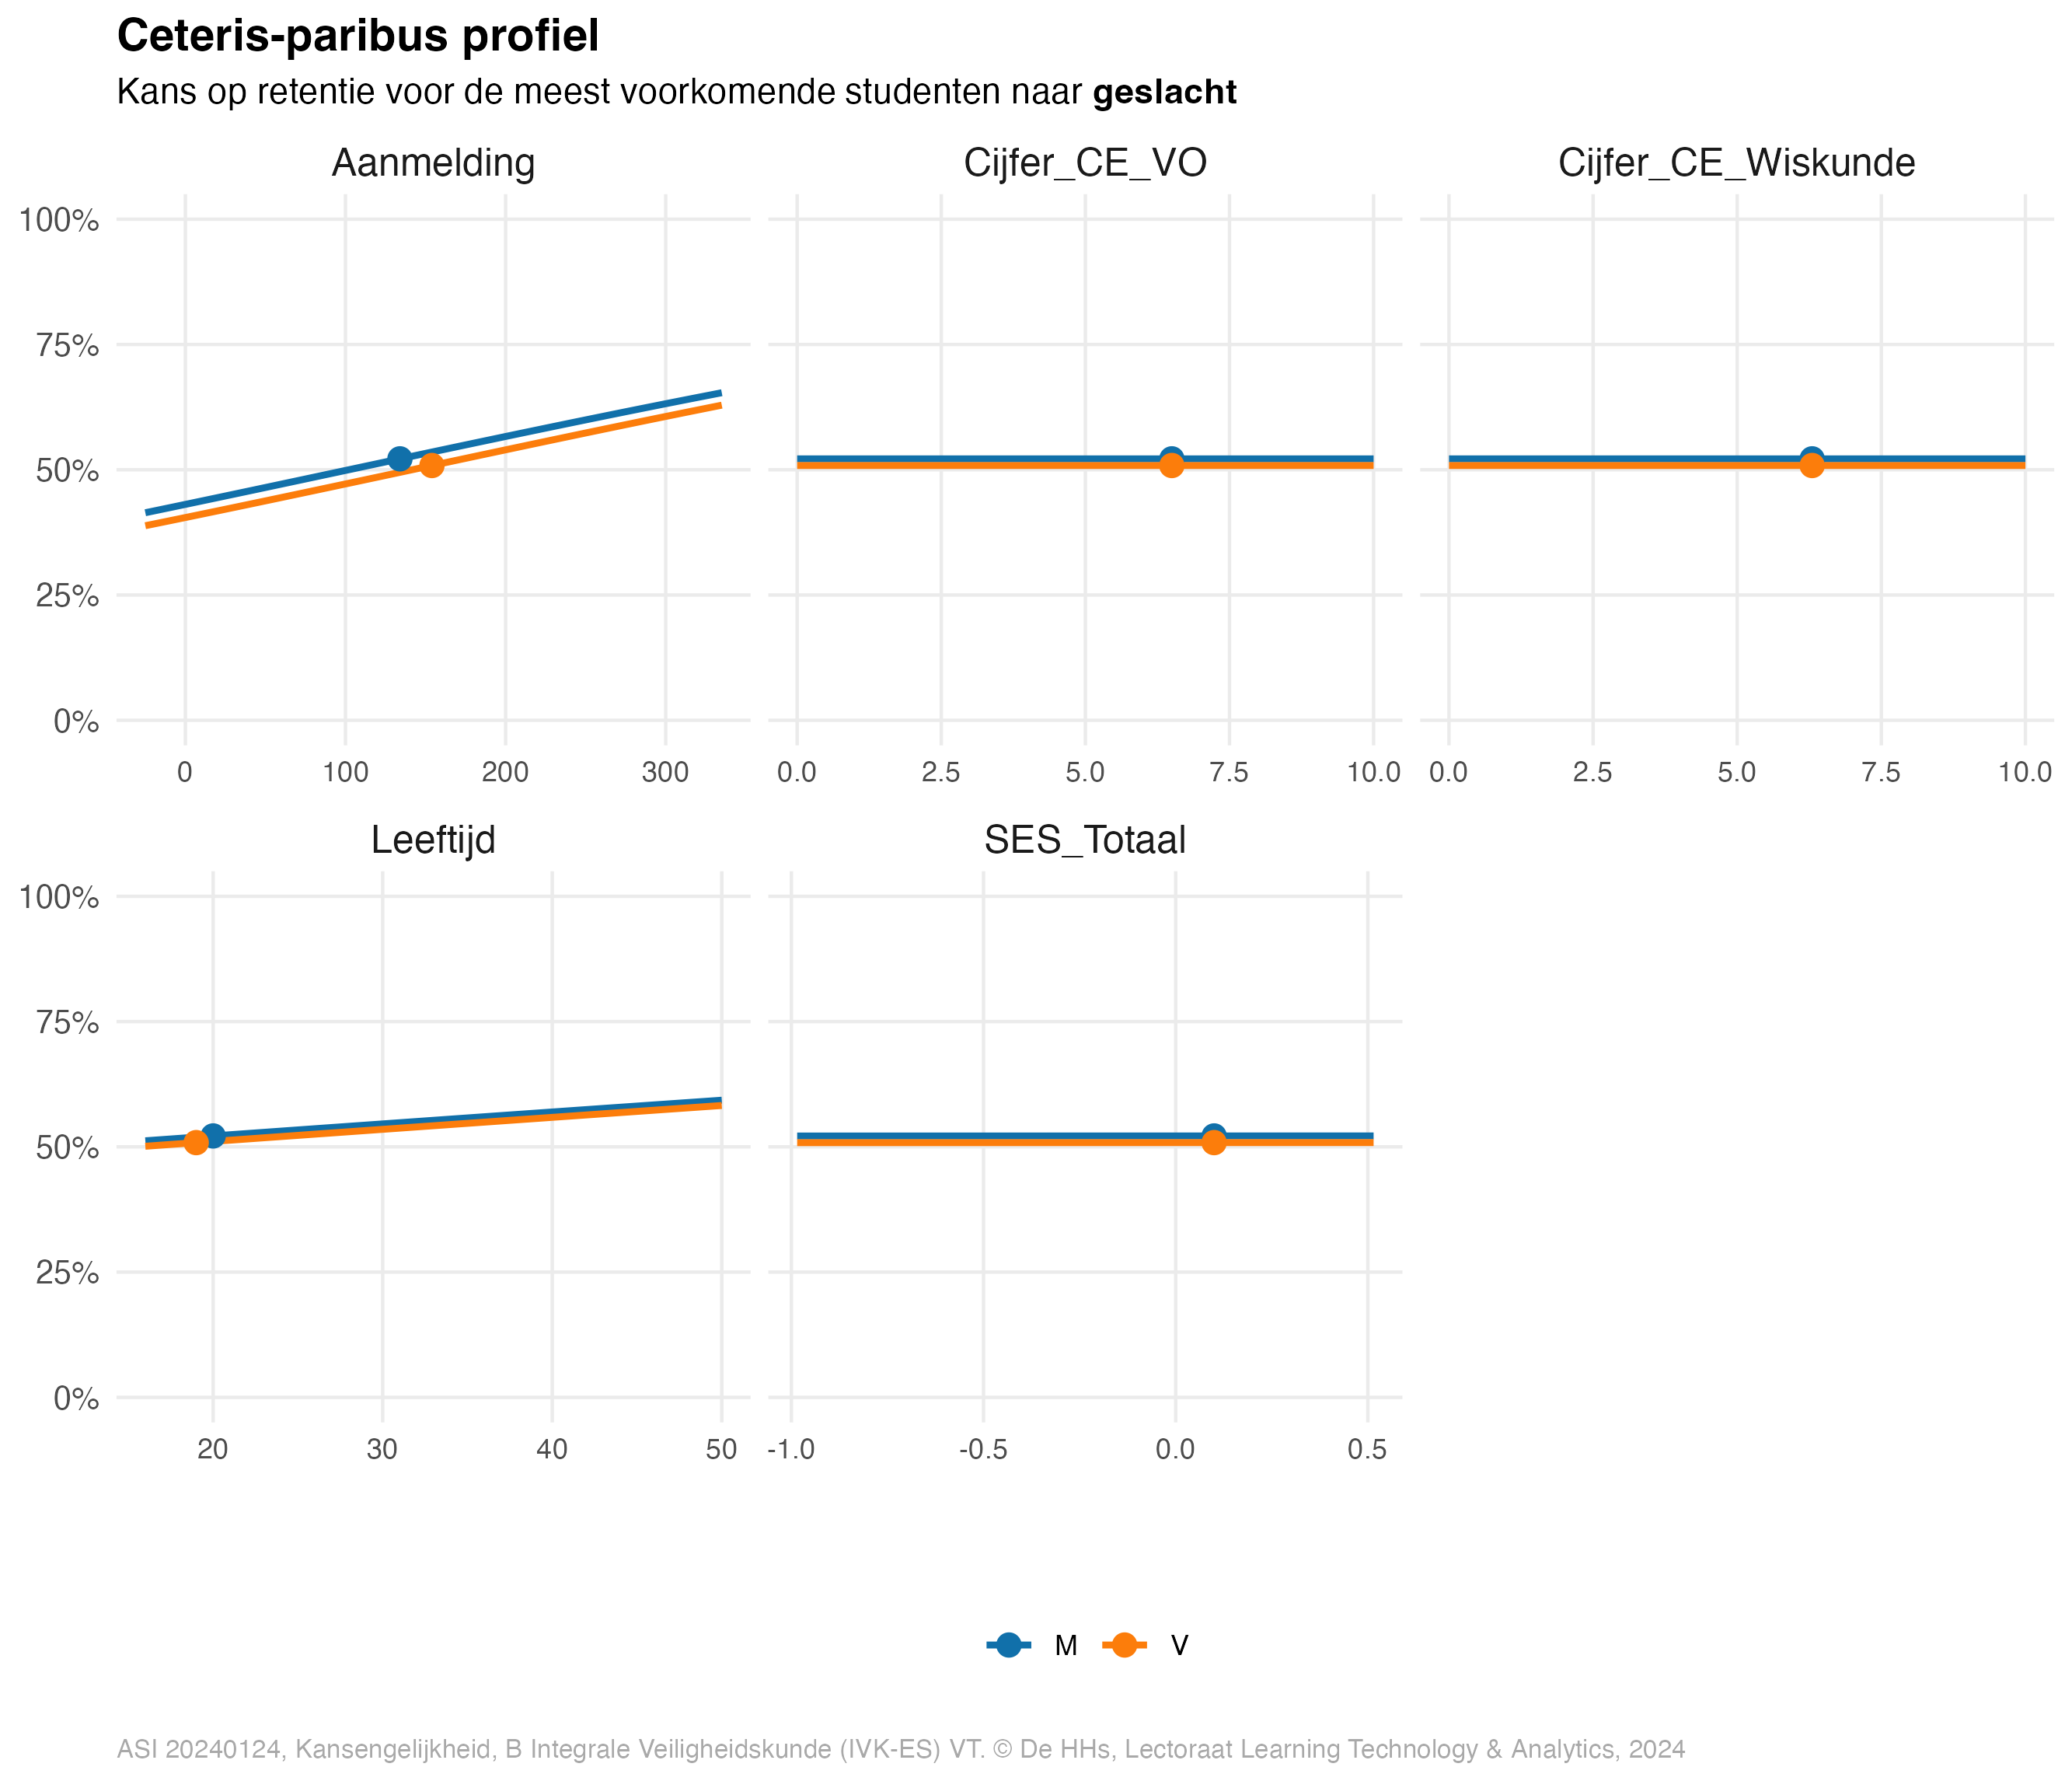 Ceteris-paribus profiel
Kans op retentie voor de meest voorkomende studenten naar geslacht
Aanmelding
Cijfer_CE_VO
Cijfer_CE_Wiskunde
100%
75%
50%
25%
0%
0 100 200 300
0.0 2.5 5.0 7.5 10.0
0.0 2.5 5.0 7.5 10.0
Leeftijd
SES_Totaal
100%
75%
50%
25%
0%
20 30 40 50
-1.0 -0.5 0.0 0.5
M V
ASI 20240124, Kansengelijkheid, B Integrale Veiligheidskunde (IVK-ES) VT. © De HHs, Lectoraat Learning Technology & Analytics, 2024